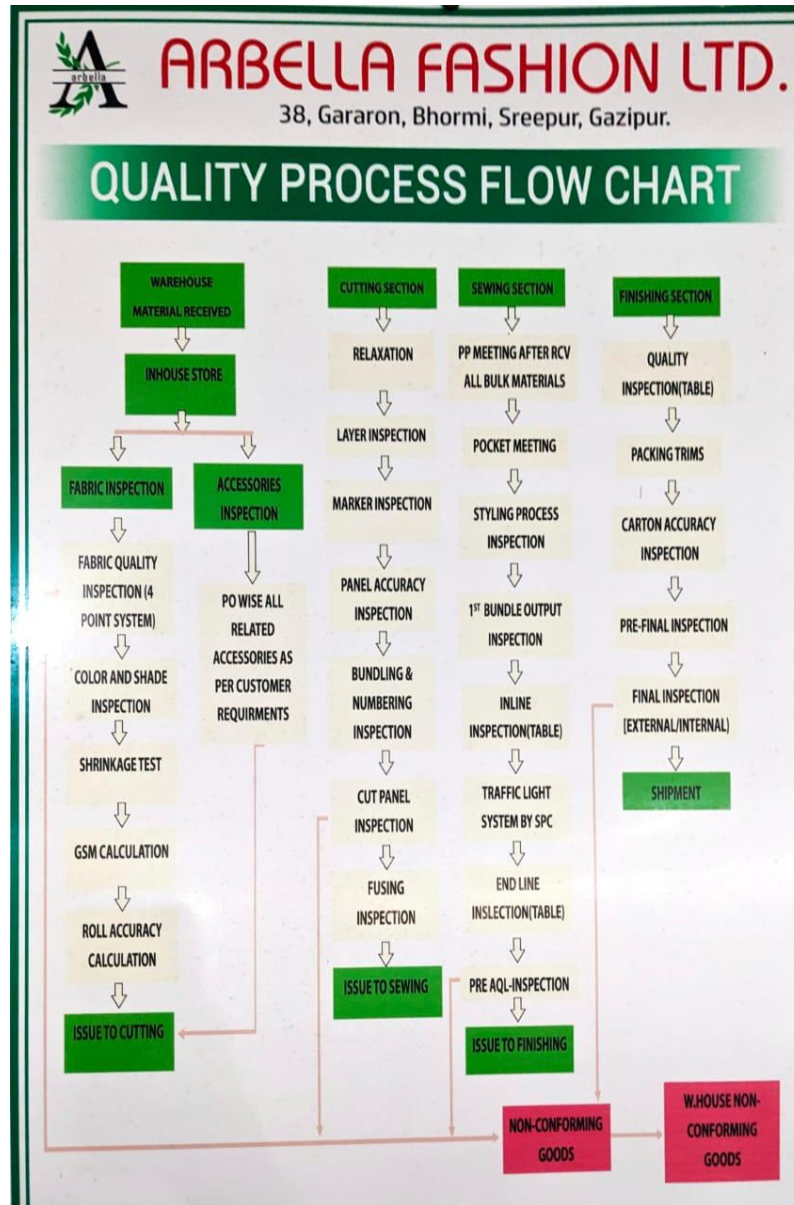 arbella
ARBELLA FASHION LTD.
38, Gararon, Bhormi, Sreepur, Gazipur.
QUALITY PROCESS FLOW CHART
WAREHOUSE
MATERIAL RECEIVED
INHOUSE STORE
FABRIC INSPECTION
FABRIC QUALITY
INSPECTION (4
POINT SYSTEM)
COLOR AND SHADE
INSPECTION
SHRINKAGE TEST
GSM CALCULATION
ROLL ACCURACY
CALCULATION
ISSUE TO CUTTING
ACCESSORIES
INSPECTION
PO WISE ALL
RELATED
ACCESSORIES AS
PER CUSTOMER
REQUIRMENTS
CUTTING SECTION
RELAXATION
LAYER INSPECTION
MARKER INSPECTION
PANEL ACCURACY
INSPECTION
BUNDLING &
NUMBERING
INSPECTION
CUT PANEL
INSPECTION
FUSING
INSPECTION
ISSUE TO SEWING
SEWING SECTION
PP MEETING AFTER RCV
ALL BULK MATERIALS
POCKET MEETING
STYLING PROCESS
INSPECTION
1ST BUNDLE OUTPUT
INSPECTION
INLINE
INSPECTION(TABLE)
TRAFFIC LIGHT
SYSTEM BY SPC
END LINE
INSLECTION(TABLE)
PRE AQL-INSPECTION
ISSUE TO FINISHING
FINISHING SECTION
QUALITY
INSPECTION(TABLE)
PACKING TRIMS
CARTON ACCURACY
INSPECTION
PRE-FINAL INSPECTION
FINAL INSPECTION
[EXTERNAL/INTERNAL)
SHIPMENT
NON-CONFORMING
GOODS
W.HOUSE NON-
CONFORMING
GOODS